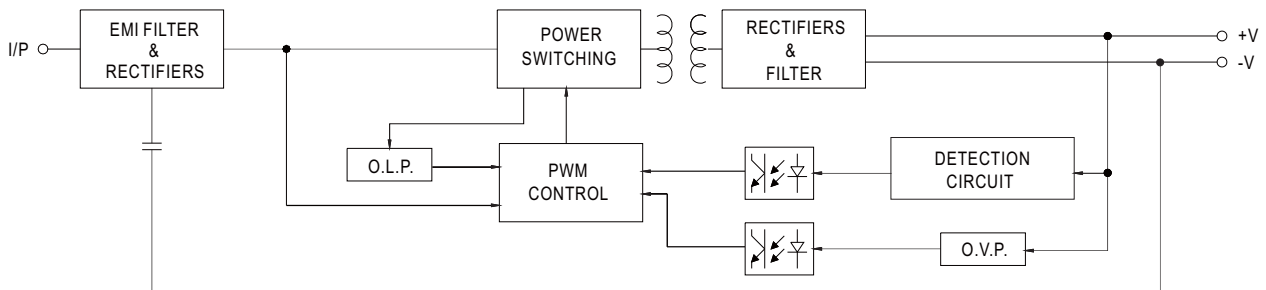 I/P
EMI FILTER
&
RECTIFIERS
POWER
SWITCHING
RECTIFIERS
&
FILTER
+V
-V
O.L.P.
PWM
CONTROL
DETECTION
CIRCUIT
O.V.P.